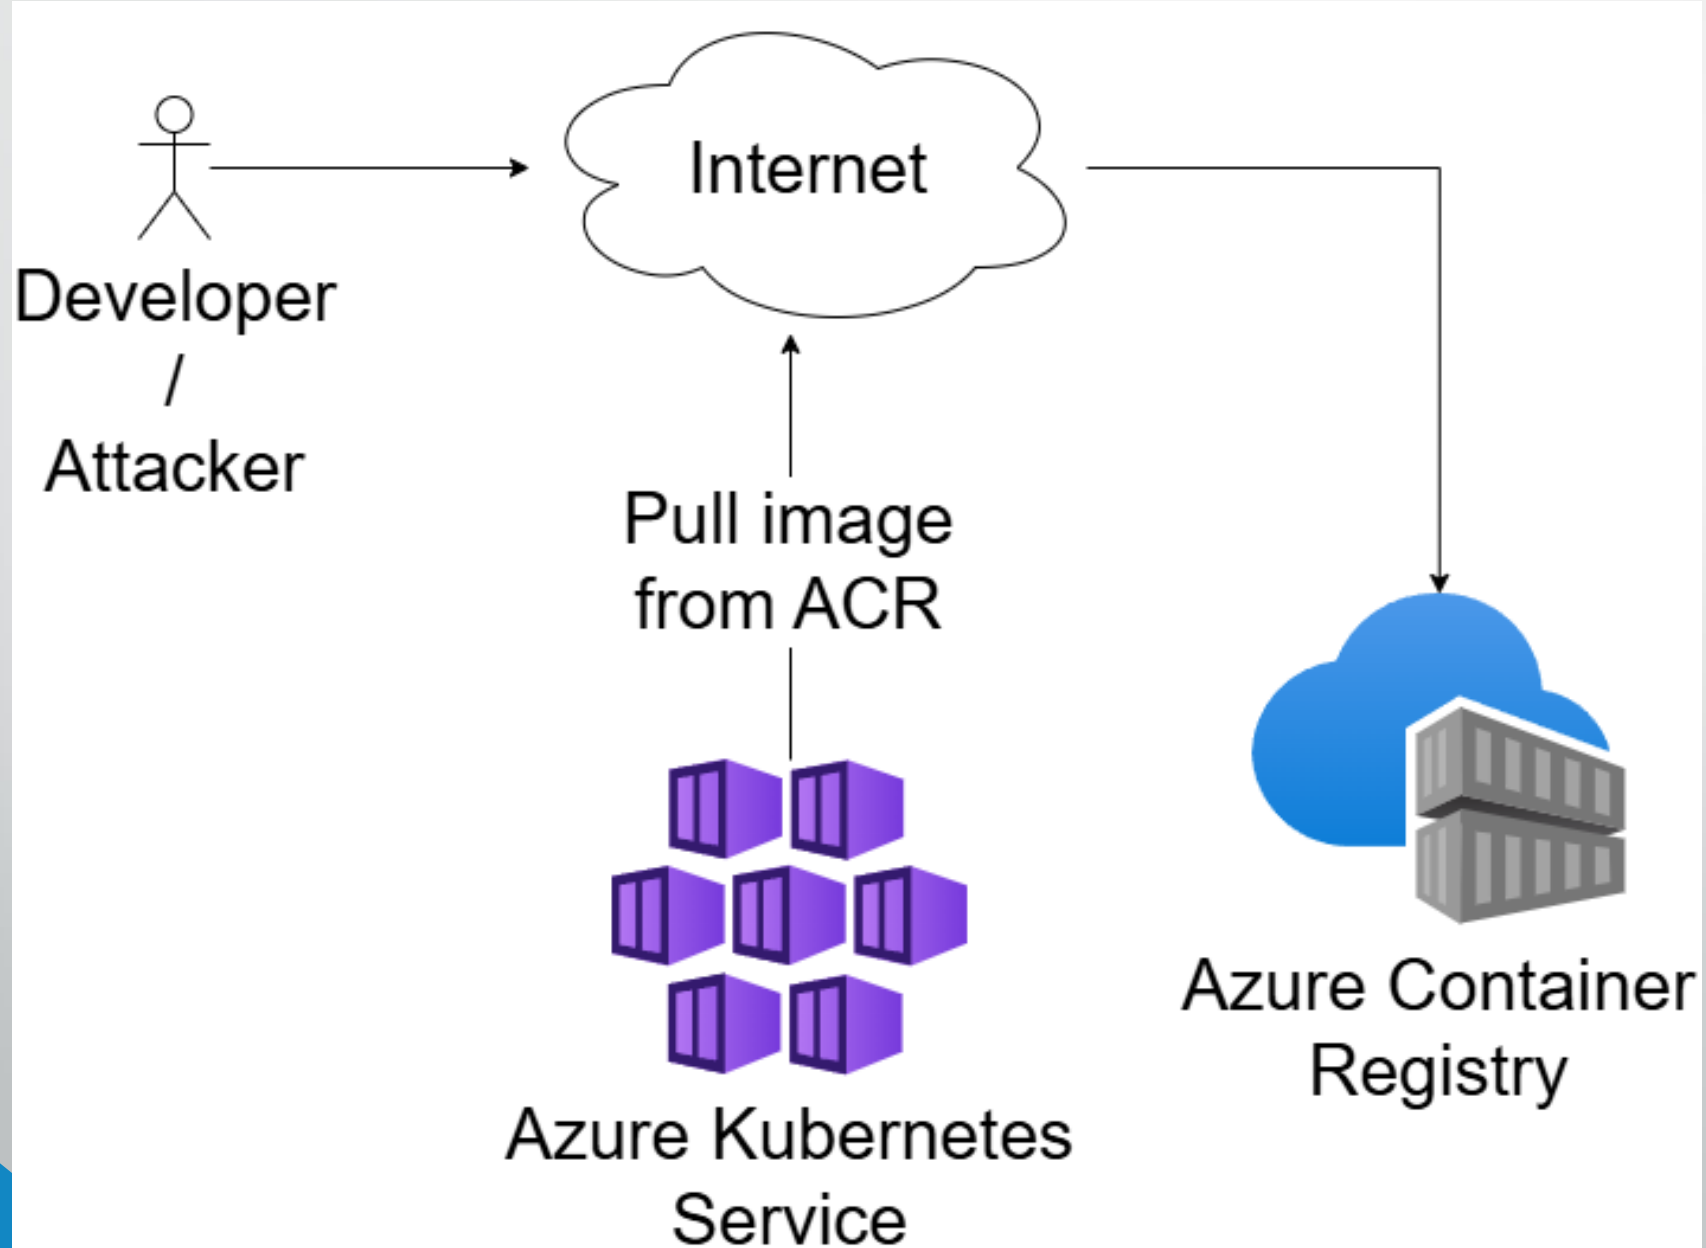 Internet
Developer
/
Attacker
Pull image
from ACR
Azure Container
Registry
Azure Kubernetes
Service